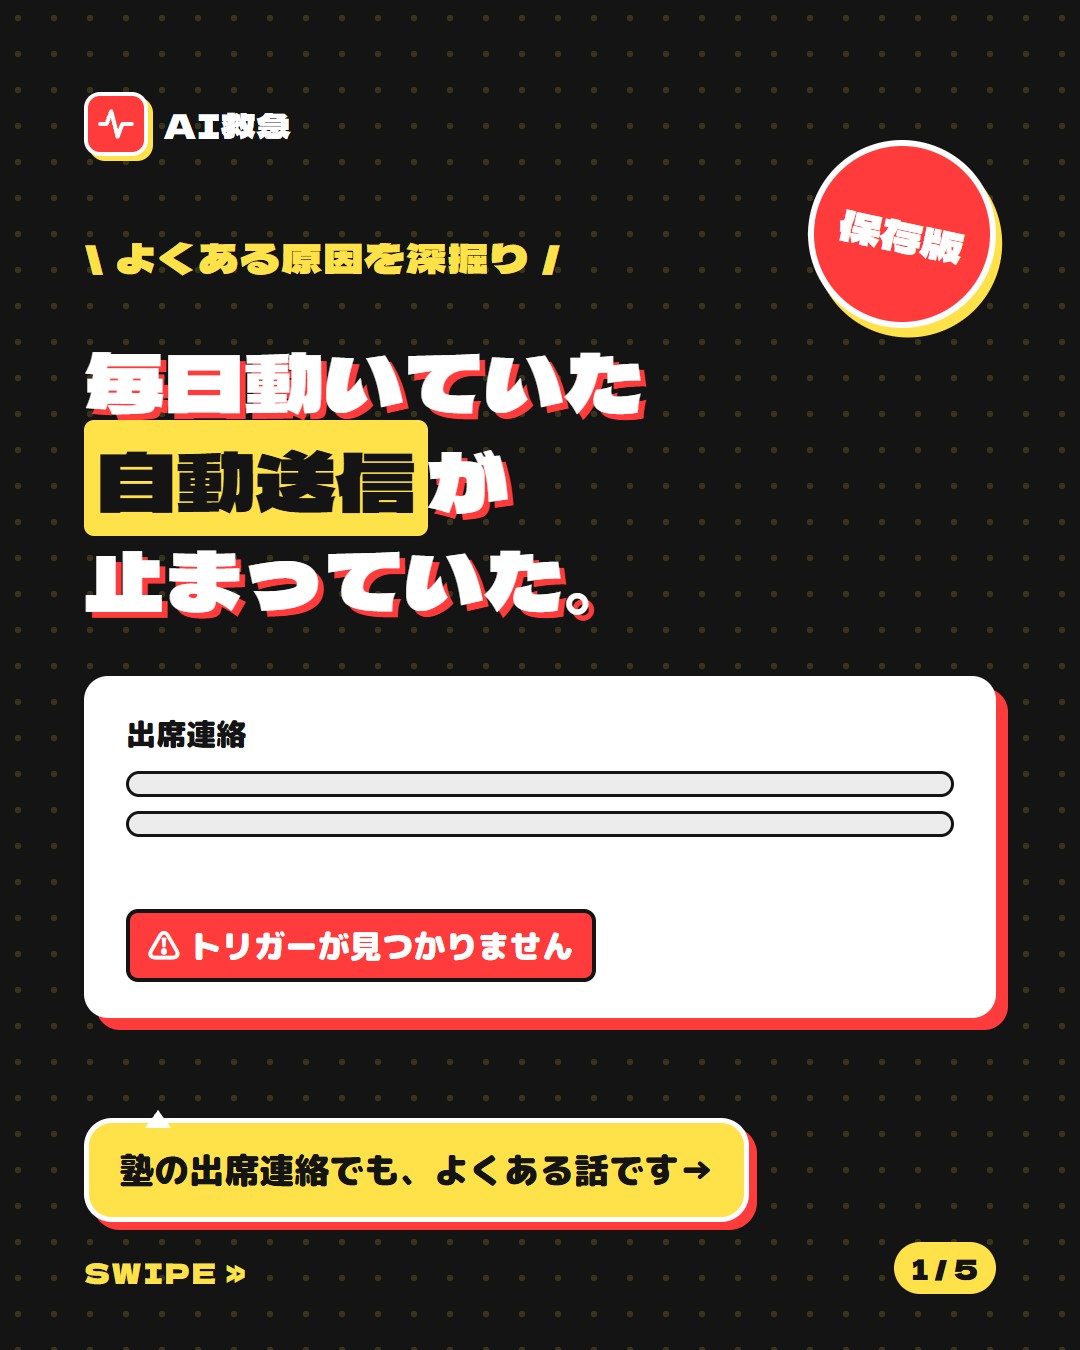 AI救急
保存版
\ よくある原因を深掘り /
毎日動いていた
自動送信が
止まっていた。
出席連絡
⚠ トリガーが見つかりません
塾の出席連絡でも、よくある話です→
SWIPE »
1/5